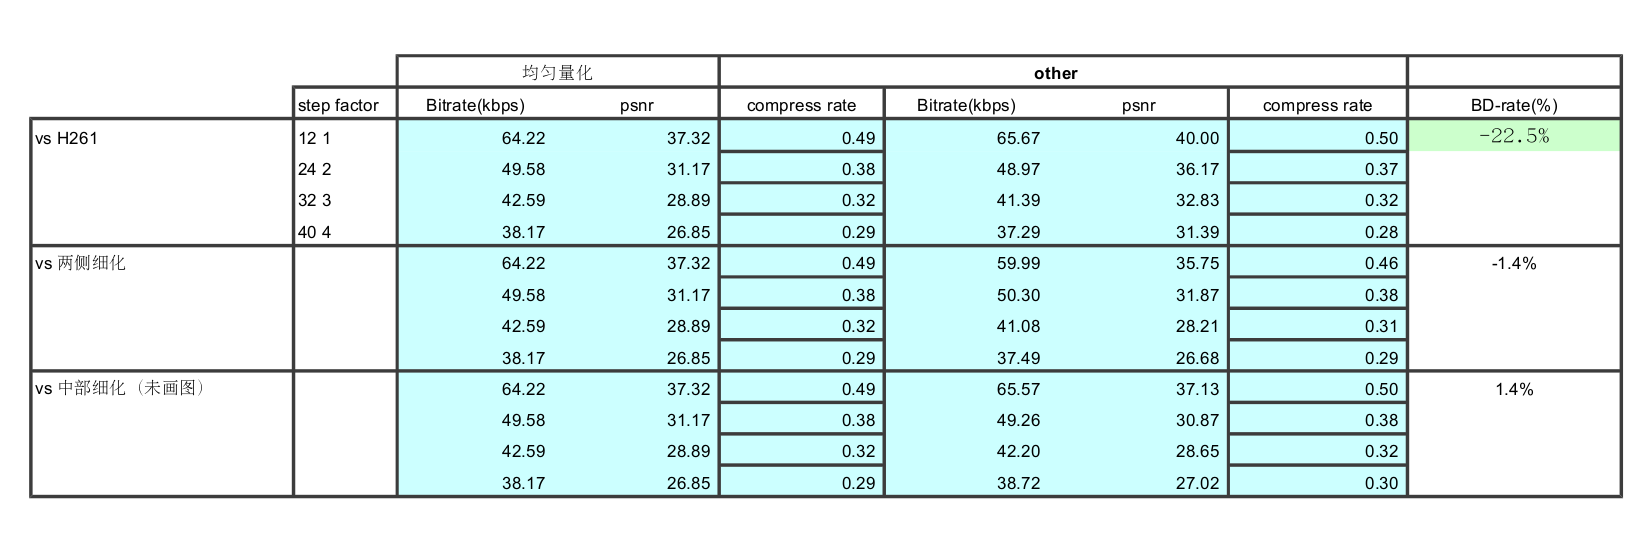 均匀量化 other
step factor Bitrate(kbps) psnr compress rate Bitrate(kbps) psnr compress rate BD-rate(%)
vs H261 12 1 64.22 37.32 0.49 65.67 40.00 0.50 -22.5%
24 2 49.58 31.17 0.38 48.97 36.17 0.37
32 3 42.59 28.89 0.32 41.39 32.83 0.32
40 4 38.17 26.85 0.29 37.29 31.39 0.28
vs 两侧细化 64.22 37.32 0.49 59.99 35.75 0.46 -1.4%
49.58 31.17 0.38 50.30 31.87 0.38
42.59 28.89 0.32 41.08 28.21 0.31
38.17 26.85 0.29 37.49 26.68 0.29
vs 中部细化（未画图） 64.22 37.32 0.49 65.57 37.13 0.50 1.4%
49.58 31.17 0.38 49.26 30.87 0.38
42.59 28.89 0.32 42.20 28.65 0.32
38.17 26.85 0.29 38.72 27.02 0.30